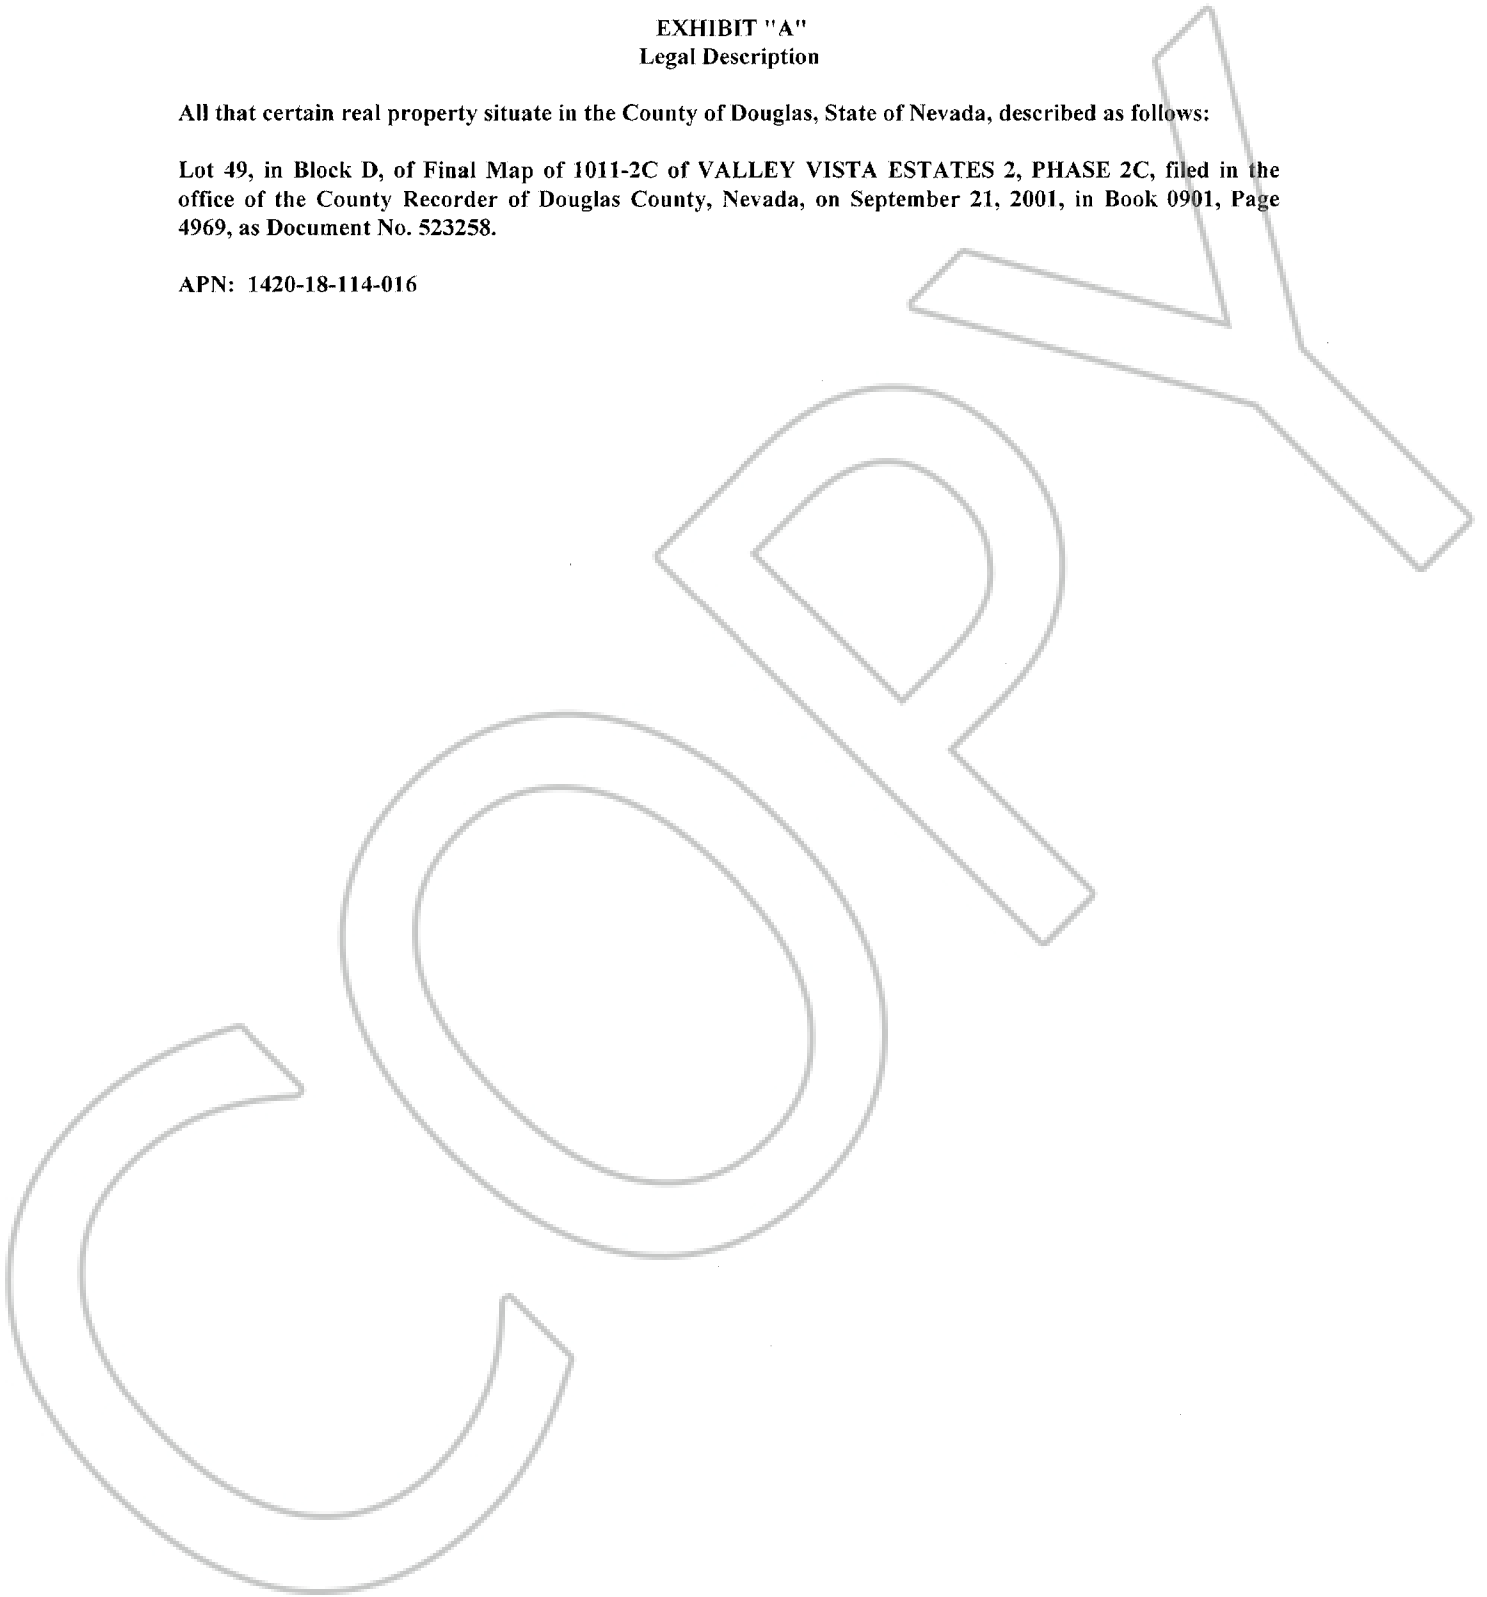 EXHIBIT "A"
Legal Description
All that certain real property situate in the County of Douglas, State of Nevada, described as follows:
Lot 49, in Block D, of Final Map of 1011-2C of VALLEY VISTA ESTATES 2, PHASE 2C, filed in the
office of the County Recorder of Douglas County, Nevada, on September 21, 2001, in Book 0901, Page
4969, as Document No. 523258.
APN: 1420-18-114-016
COPY